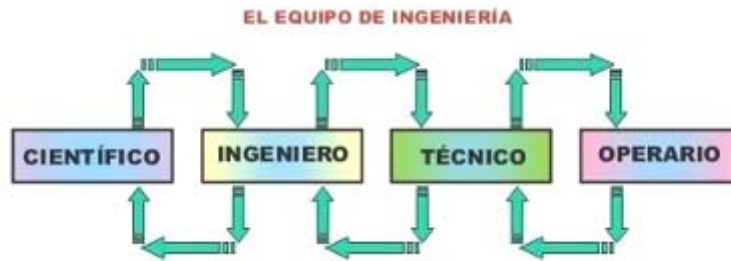 EL EQUIPO DE INGENIERÍA
CIENTÍFICO
INGENIERO
TÉCNICO
OPERARIO